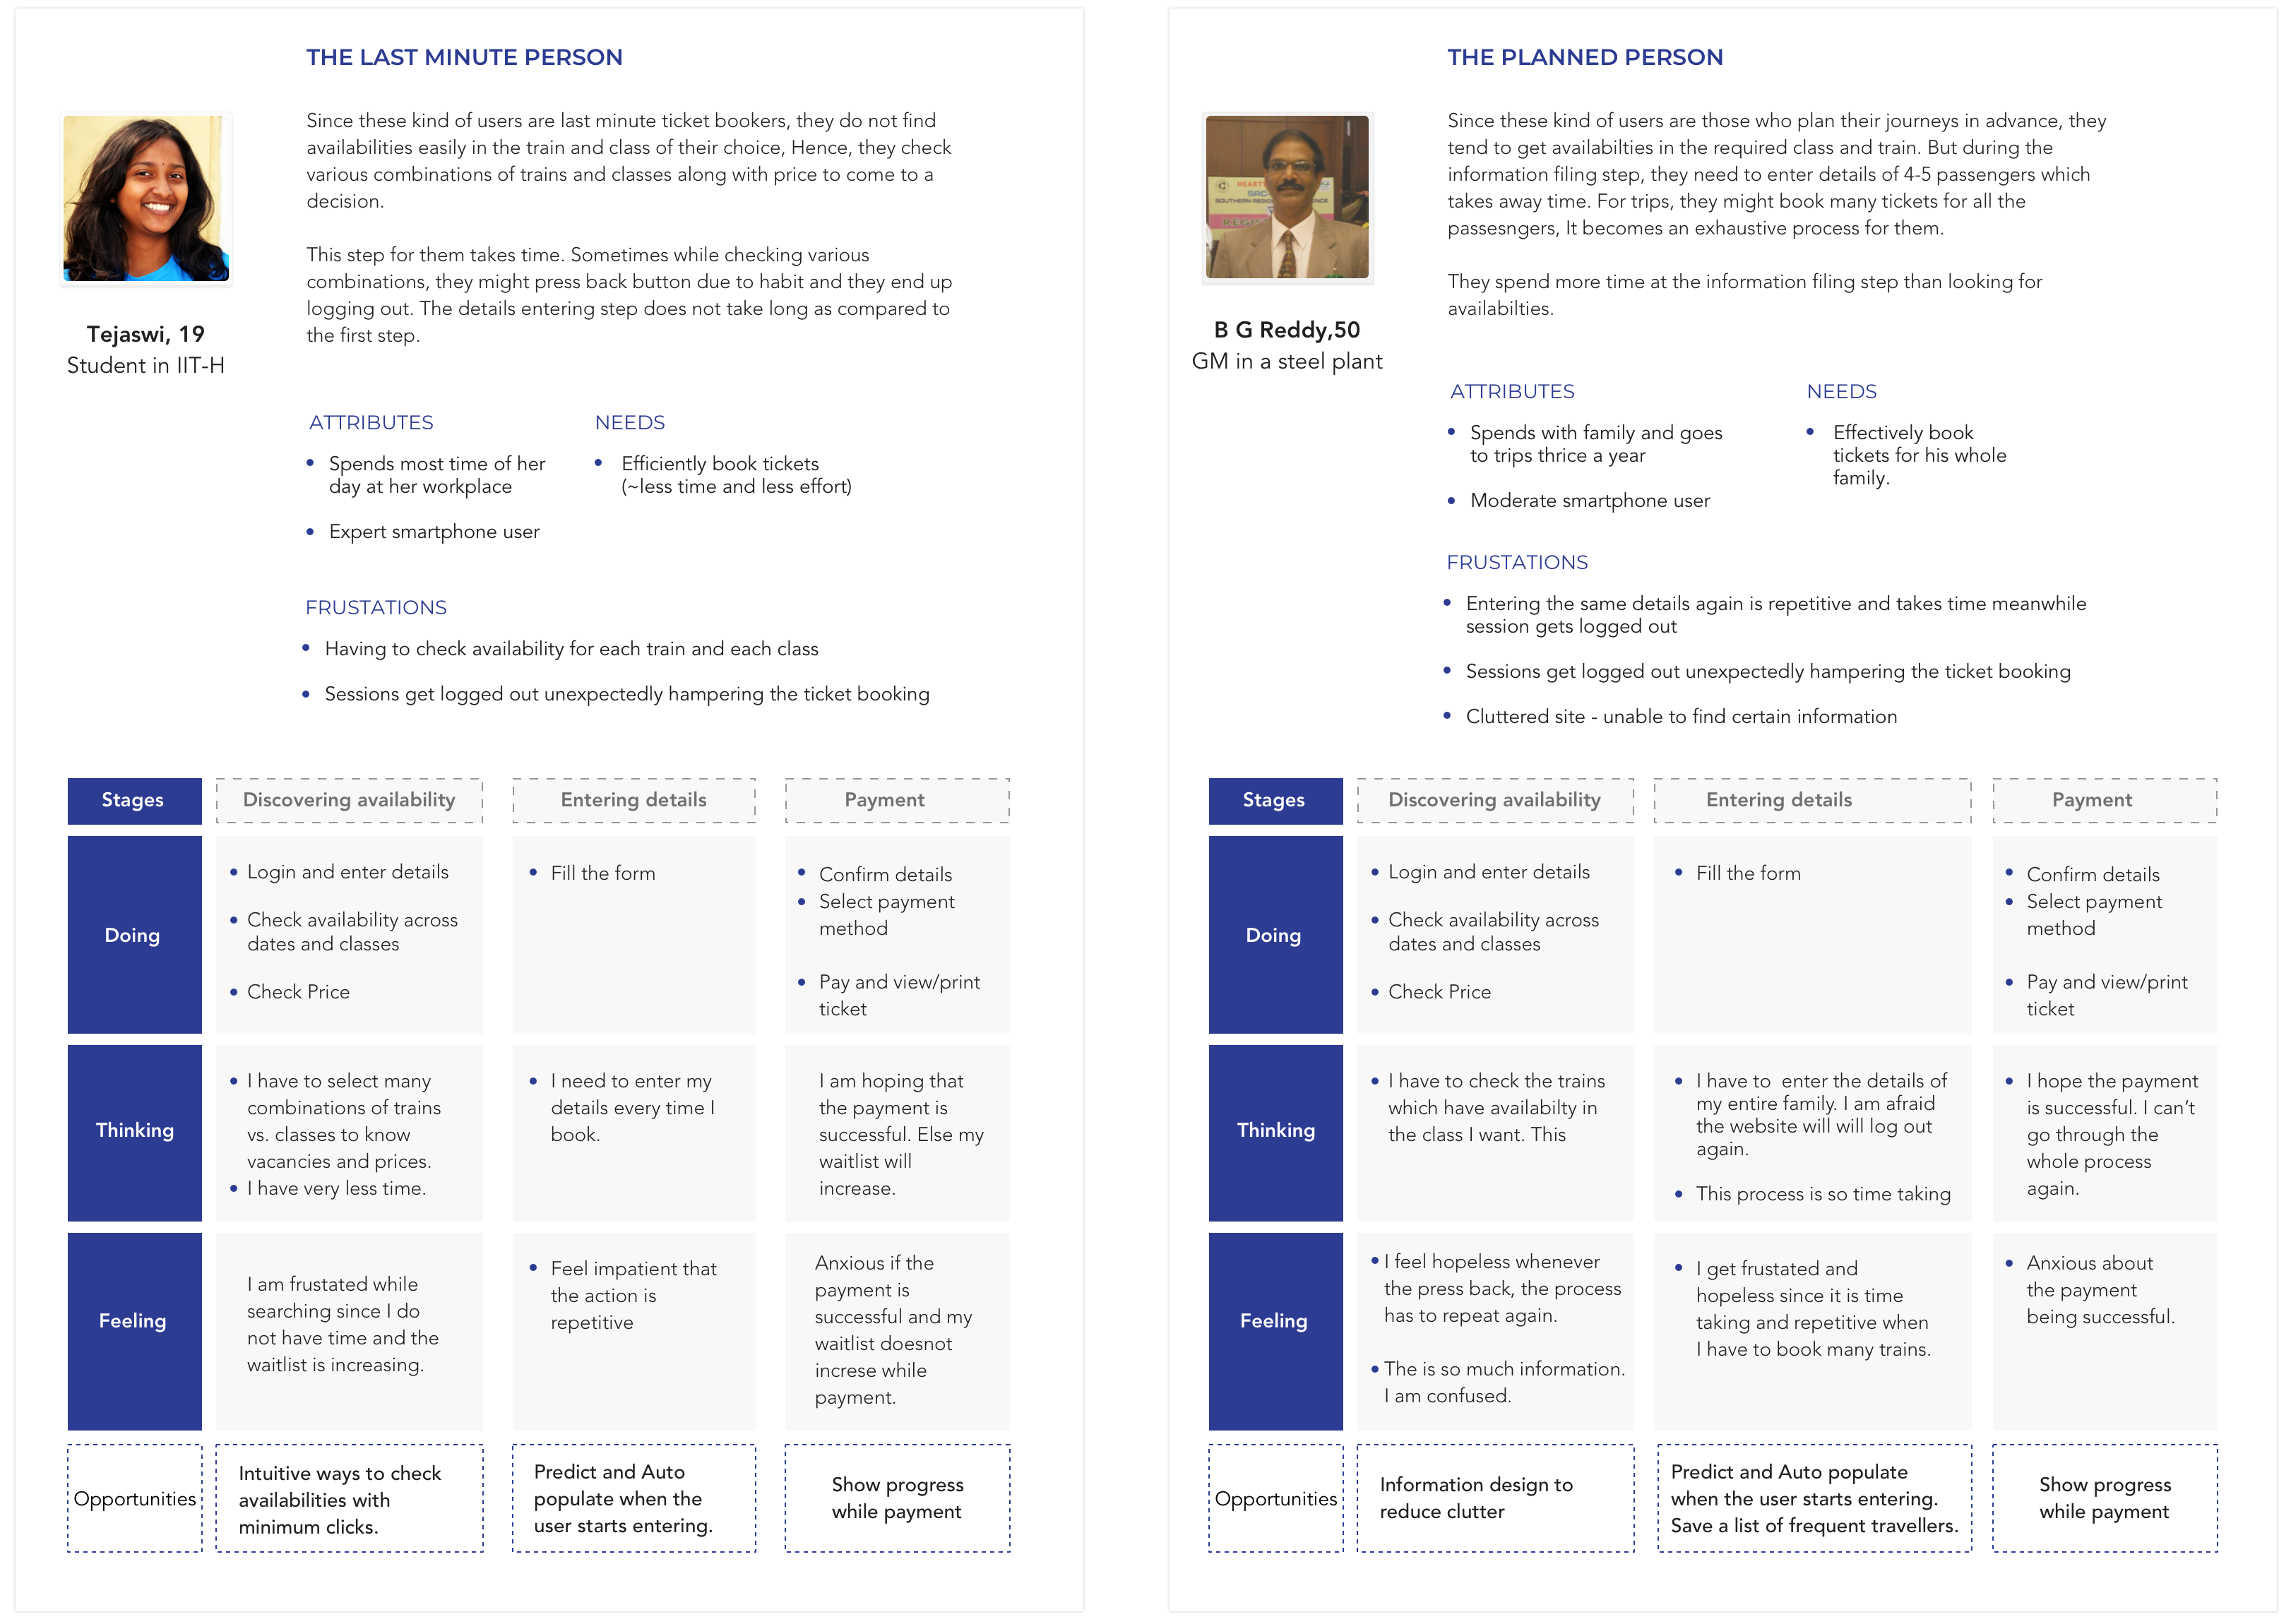 THE LAST MINUTE PERSON
Since these kind of users are last minute ticket bookers, they do not find
availabilities easily in the train and class of their choice, Hence, they check
various combinations of trains and classes along with price to come to a
decision.
This step for them takes time. Sometimes while checking various
combinations, they might press back button due to habit and they end up
logging out. The details entering step does not take long as compared to
the first step.
Tejaswi, 19
Student in IIT-H
ATTRIBUTES
Spends most time of her
day at her workplace
Expert smartphone user
NEEDS
Efficiently book tickets
(~less time and less effort)
FRUSTATIONS
Having to check availability for each train and each class
Sessions get logged out unexpectedly hampering the ticket booking
Stages
Discovering availability
Entering details
Payment
Doing
Login and enter details
Check availability across
dates and classes
Check Price
Fill the form
Confirm details
Select payment
method
Pay and view/print
ticket
Thinking
I have to select many
combinations of trains
vs. classes to know
vacancies and prices.
I have very less time.
I need to enter my
details every time I
book.
I am hoping that
the payment is
successful. Else my
waitlist will
increase.
Feeling
I am frustated while
searching since I do
not have time and the
waitlist is increasing.
Feel impatient that
the action is
repetitive
Anxious if the
payment is
successful and my
waitlist doesnot
increse while
payment.
Opportunities
Intuitive ways to check
availabilities with
minimum clicks.
Predict and Auto
populate when the
user starts entering.
Show progress
while payment
THE PLANNED PERSON
Since these kind of users are those who plan their journeys in advance, they
tend to get availabilties in the required class and train. But during the
information filing step, they need to enter details of 4-5 passengers which
takes away time. For trips, they might book many tickets for all the
passesngers, It becomes an exhaustive process for them.
They spend more time at the information filing step than looking for
availabilties.
SOUTHERN REGIO
B G Reddy,50
GM in a steel plant
ATTRIBUTES
Spends with family and goes
to trips thrice a year
Moderate smartphone user
NEEDS
Effectively book
tickets for his whole
family.
FRUSTATIONS
Entering the same details again is repetitive and takes time meanwhile
session gets logged out
Sessions get logged out unexpectedly hampering the ticket booking
Cluttered site - unable to find certain information
Stages
Discovering availability
Entering details
Payment
Doing
Login and enter details
Check availability across
dates and classes
Check Price
Fill the form
Confirm details
Select payment
method
Pay and view/print
ticket
Thinking
I have to check the trains
which have availabilty in
the class I want. This
I have to enter the details of
my entire family. I am afraid
the website will will log out
again.
This process is so time taking
I hope the payment
is successful. I can't
go through the
whole process
again.
Feeling
I feel hopeless whenever
the press back, the process
has to repeat again.
The is so much information.
I am confused.
I get frustated and
hopeless since it is time
taking and repetitive when
I have to book many trains.
Anxious about
the payment
being successful.
Opportunities
Information design to
reduce clutter
Predict and Auto populate
when the user starts entering.
Save a list of frequent travellers.
Show progress
while payment